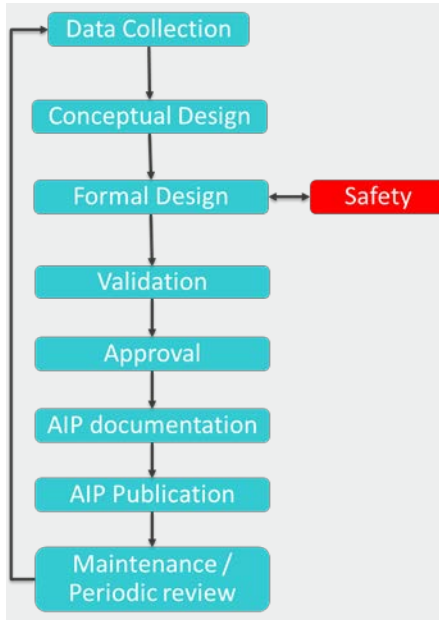 Data Collection
Conceptual Design
Formal Design
Safety
Validation
Approval
AIP documentation
AIP Publication
Maintenance /
Periodic review